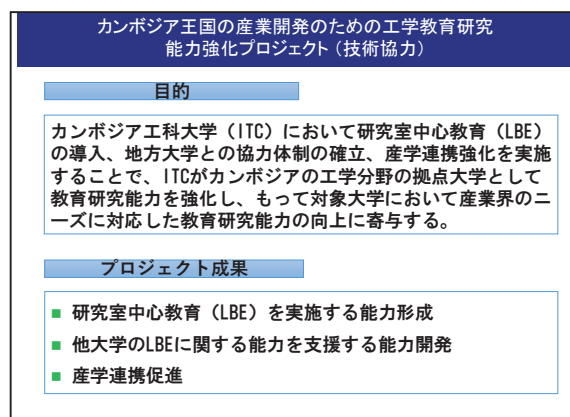 カンボジア王国の産業開発のための工学教育研究
能力強化プロジェクト（技術協力）
目的
カンボジア工科大学（ITC）において研究室中心教育（LBE）
の導入、地方大学との協力体制の確立、産学連携強化を実施
することで、ITCがカンボジアの工学分野の拠点大学として
教育研究能力を強化し、もって対象大学において産業界のニ
ーズに対応した教育研究能力の向上に寄与する。
プロジェクト成果
■ 研究室中心教育（LBE）を実施する能力形成
■ 他大学のLBEに関する能力を支援する能力開発
■ 産学連携促進